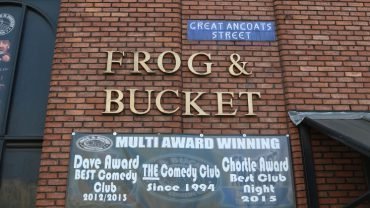 GREAT ANCOATS
STREET
FROG &
BUCKET
MULTI AWARD WINNING
Dave Award
BEST Comedy
Club
2012/2013
THE Comedy Club
Since 1994
Chortle Award
Best Club
Night
2015